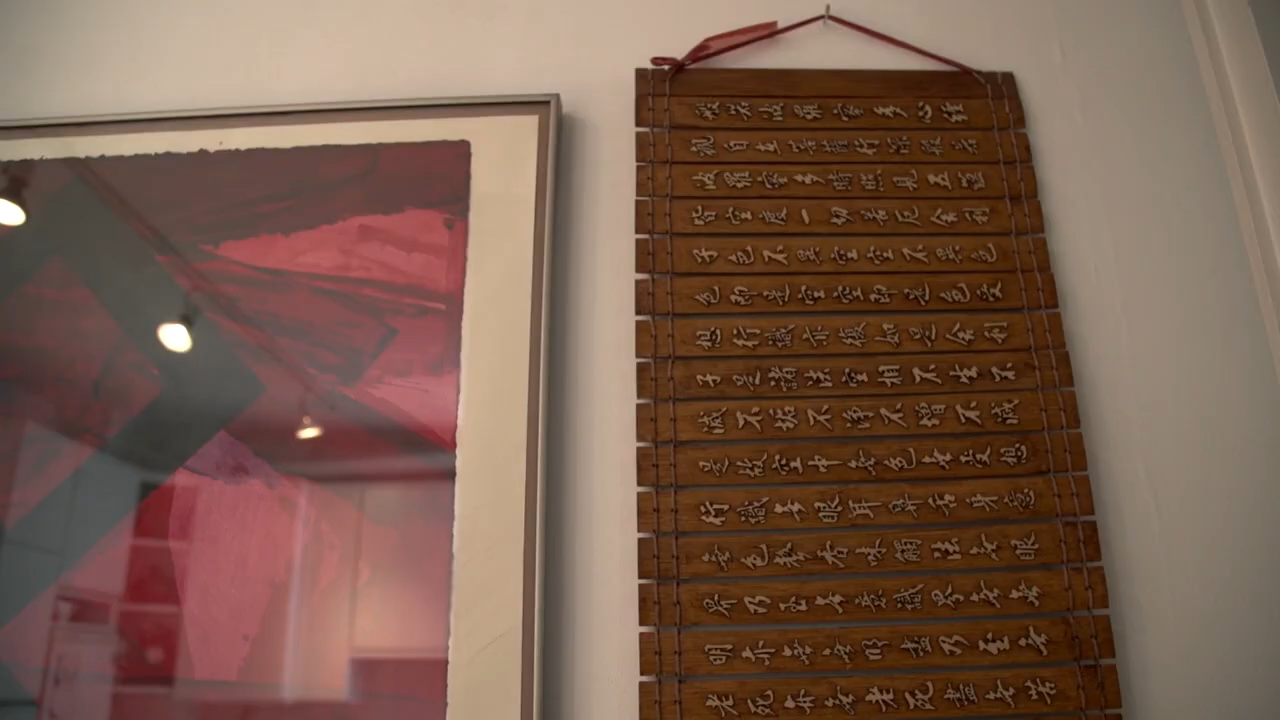 般若波羅蜜多心經
觀自在菩薩行深般若
波羅蜜多時照見五蘊
皆空度一切苦厄舍利
子色不異空空不異色
色即是空空即是色受
想行識亦復如是舍利
子是諸法空相不生不
滅不垢不淨不增不減
是故空中無色無受想
行識無眼耳鼻舌身意
無色聲香味觸法無眼
界乃至無意識界無無
明亦無無明盡乃至無
老死亦無老死盡無苦